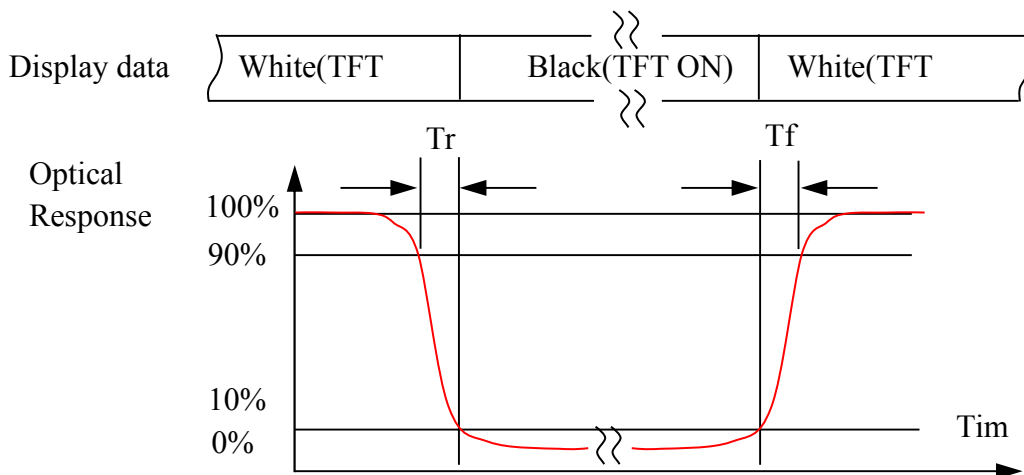 Display data
White(TFT
Black(TFT ON)
White(TFT
Tr
Tf
Optical
Response
100%
90%
10%
0%
Tim